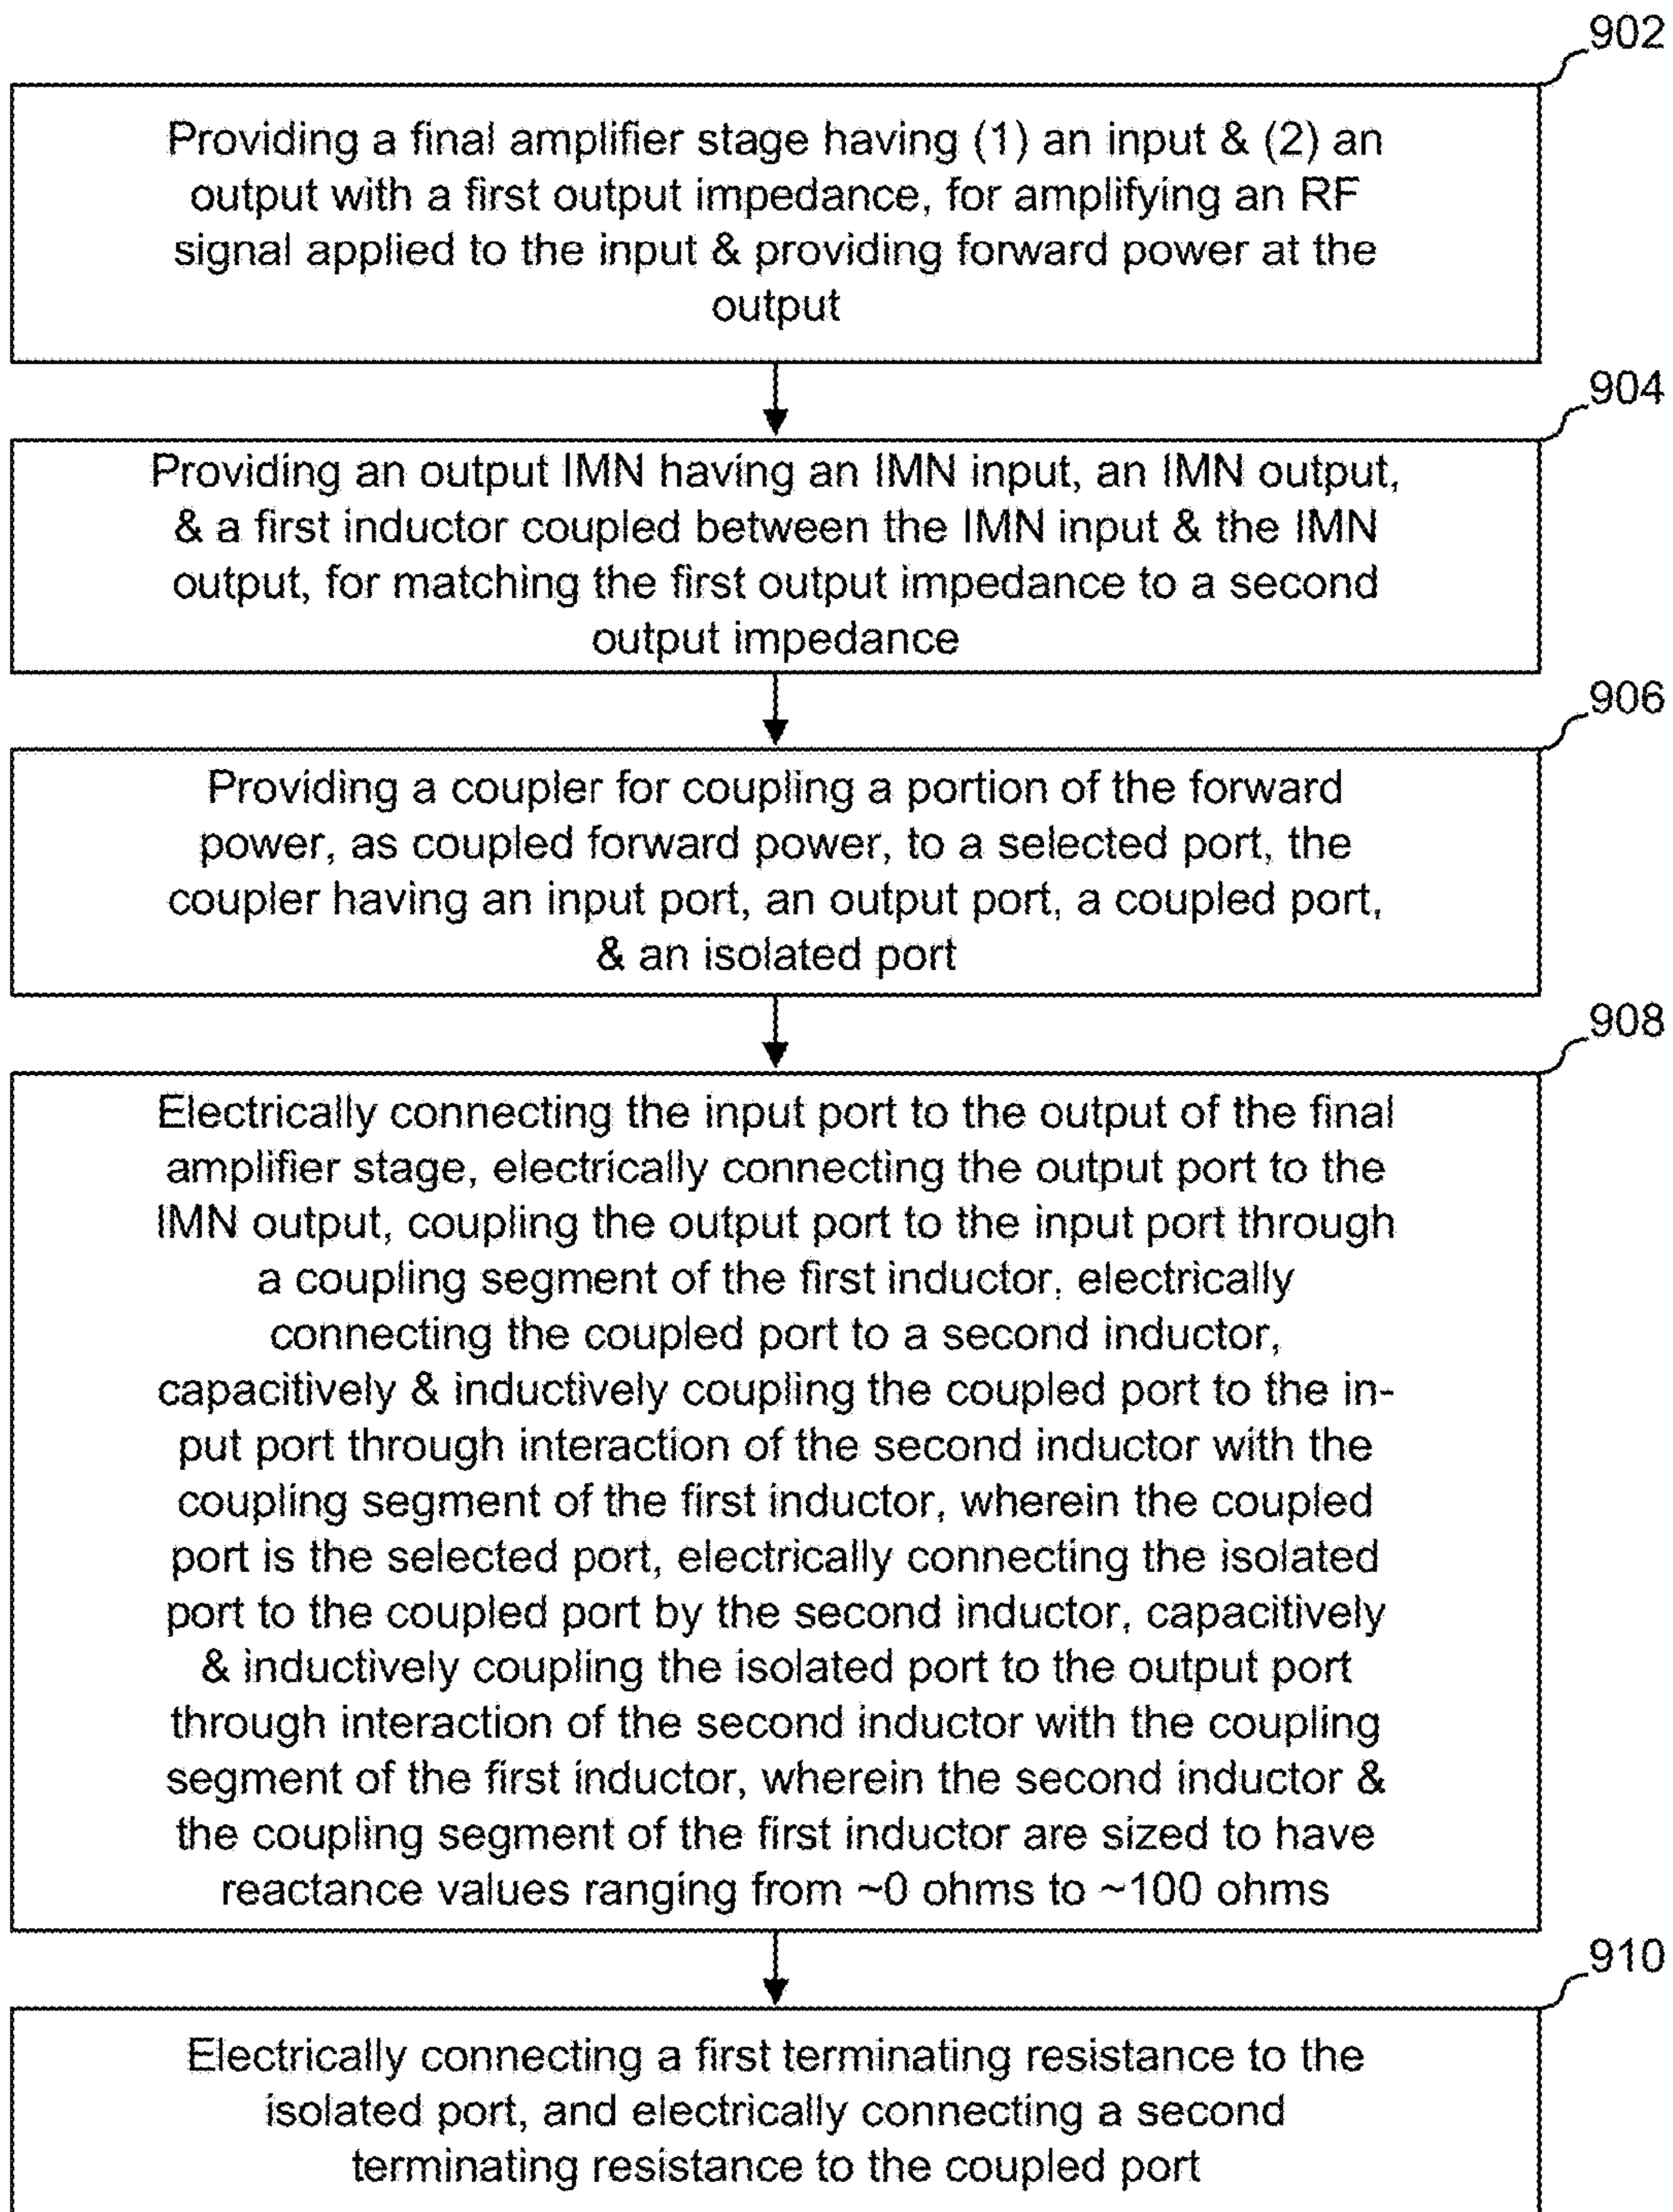 902
Providing a final amplifier stage having (1) an input & (2) an
output with a first output impedance, for amplifying an RF
signal applied to the input & providing forward power at the
output
904
Providing an output IMN having an IMN input, an IMN output,
& a first inductor coupled between the IMN input & the IMN
output, for matching the first output impedance to a second
output impedance
906
Providing a coupler for coupling a portion of the forward
power, as coupled forward power, to a selected port, the
coupler having an input port, an output port, a coupled port,
& an isolated port
908
Electrically connecting the input port to the output of the final
amplifier stage, electrically connecting the output port to the
IMN output, coupling the output port to the input port through
a coupling segment of the first inductor, electrically
connecting the coupled port to a second inductor,
capacitively & inductively coupling the coupled port to the in-
put port through interaction of the second inductor with the
coupling segment of the first inductor, wherein the coupled
port is the selected port, electrically connecting the isolated
port to the coupled port by the second inductor, capacitively
& inductively coupling the isolated port to the output port
through interaction of the second inductor with the coupling
segment of the first inductor, wherein the second inductor &
the coupling segment of the first inductor are sized to have
reactance values ranging from ~0 ohms to ~100 ohms
910
Electrically connecting a first terminating resistance to the
isolated port, and electrically connecting a second
terminating resistance to the coupled port